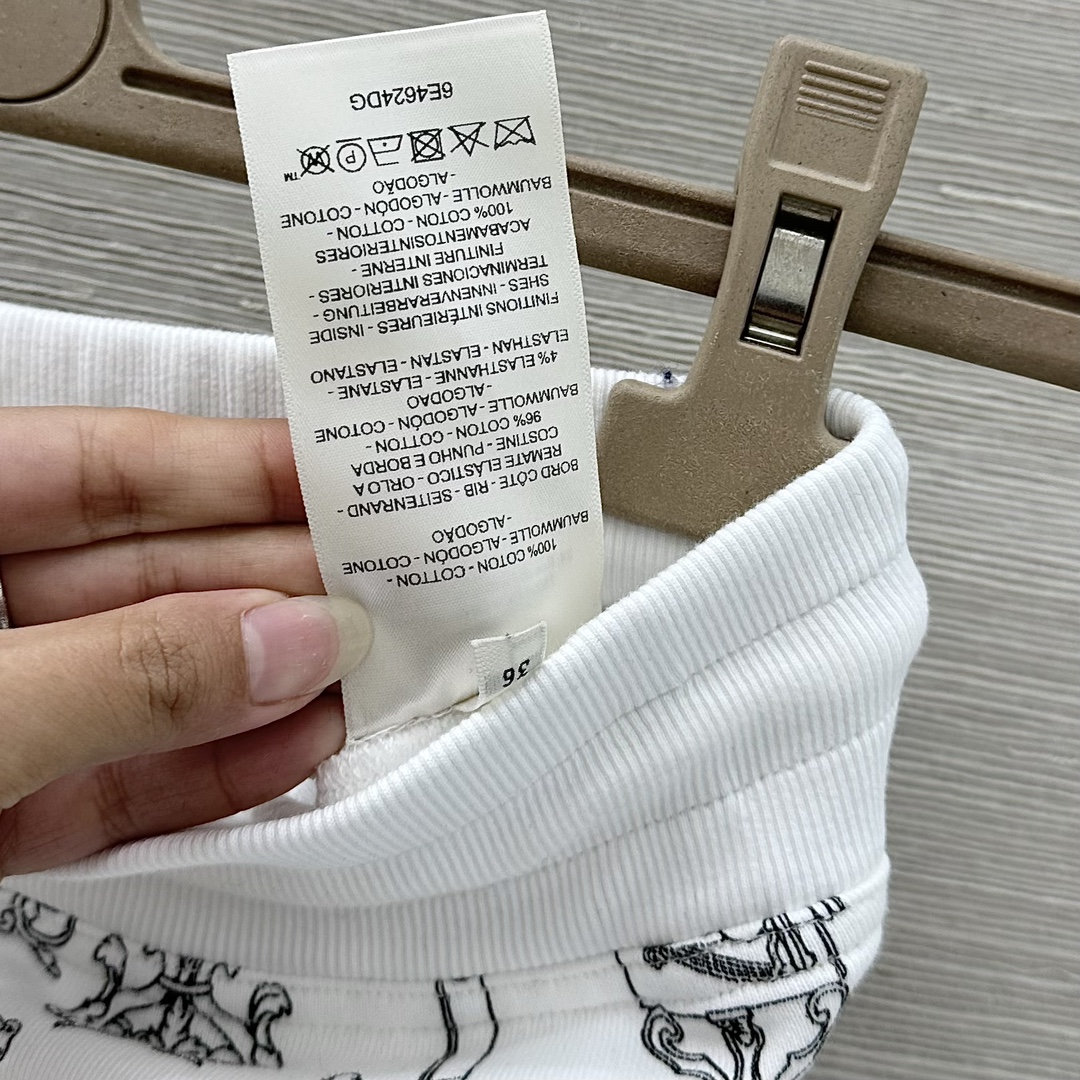 36
100% COTON - COTTON -
BAUMWOLLE - ALGODÓN - COTONE
-ALGODÃO
BORD CÔTE - RIB - SEITENRAND -
REMATE ELÁSTICO - ORLO A
COSTINE - PUNHO E BORDA
96% COTON - COTTON -
BAUMWOLLE - ALGODÓN - COTONE
-ALGODÃO
4% ELASTHANNE - ELASTANE -
ELASTHAN - ELASTAN - ELASTANO
FINITIONS INTÉRIEURES - INSIDE
SHES - INNENVERARBEITUNG -
TERMINACIONES INTERIORES -
FINITURE INTERNE -
ACABAMENTOSINTERIORES
100% COTON - COTTON -
BAUMWOLLE - ALGODÓN - COTONE
-ALGODÃO
P W TM
6E4624DG